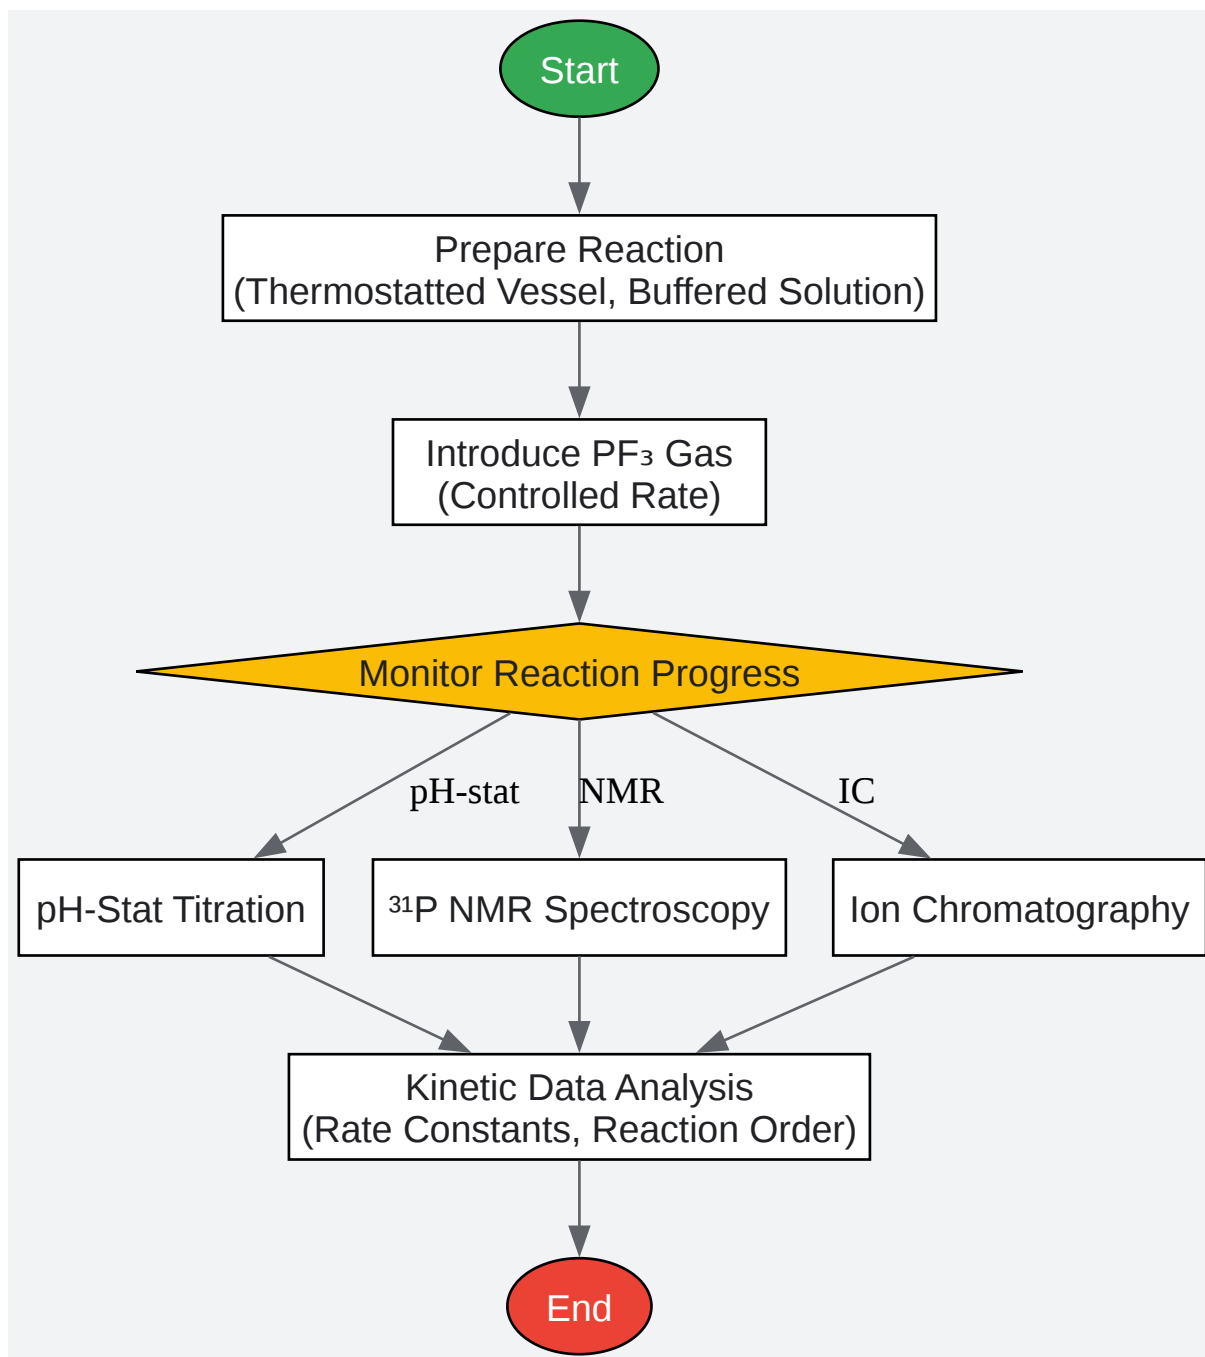 Start
Prepare Reaction
(Thermostatted Vessel, Buffered Solution)
Introduce PF₃ Gas
(Controlled Rate)
Monitor Reaction Progress
pH-stat
NMR
IC
pH-Stat Titration
³¹P NMR Spectroscopy
Ion Chromatography
Kinetic Data Analysis
(Rate Constants, Reaction Order)
End